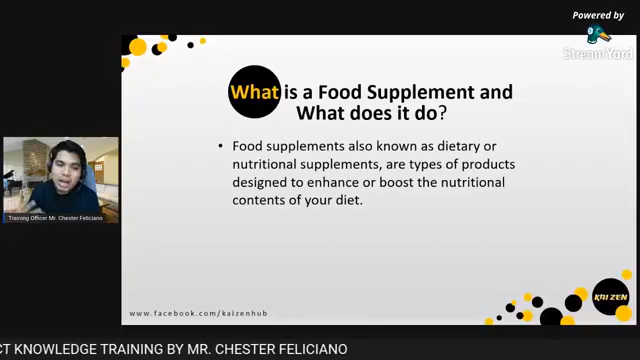 Powered by
StreamYard
What is a Food Supplement and
What does it do?
• Food supplements also known as dietary or
nutritional supplements, are types of products
designed to enhance or boost the nutritional
contents of your diet.
Training Officer Mr. Chester Feliciano
KAIZEN
www.facebook.com/kaizenhub
CT KNOWLEDGE TRAINING BY MR. CHESTER FELICIANO